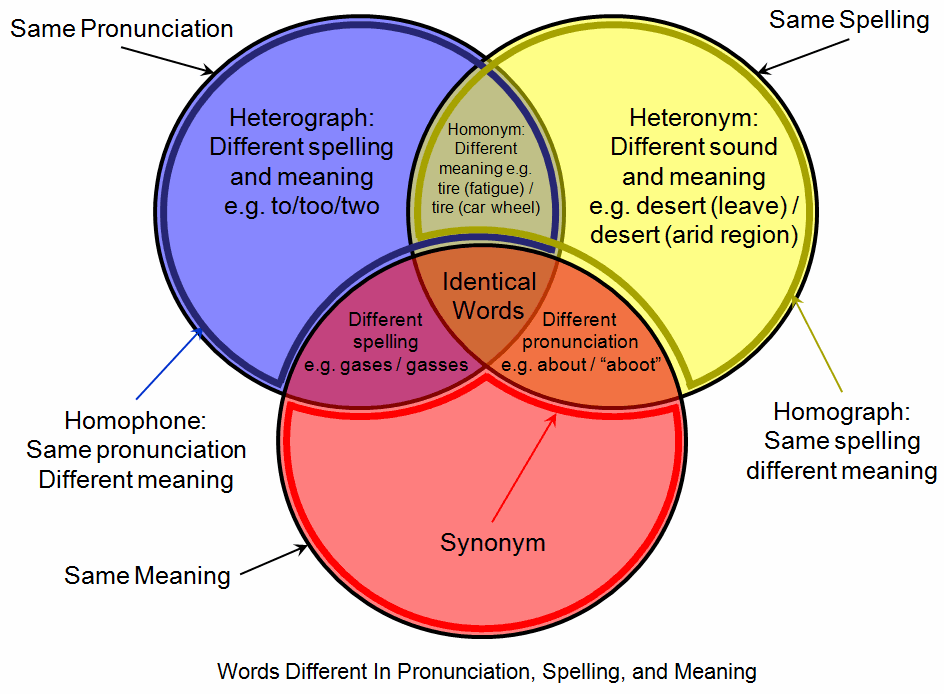 Same Pronunciation
Same Spelling
Heterograph:
Different spelling
and meaning
e.g. to/too/two
Homonym:
Different
meaning e.g.
tire (fatigue) /
tire (car wheel)
Heteronym:
Different sound
and meaning
e.g. desert (leave) /
desert (arid region)
Identical
Words
Different
spelling
e.g. gases / gasses
Different
pronunciation
e.g. about / “aboot”
Homophone:
Same pronunciation
Different meaning
Homograph:
Same spelling
different meaning
Synonym
Same Meaning
Words Different In Pronunciation, Spelling, and Meaning